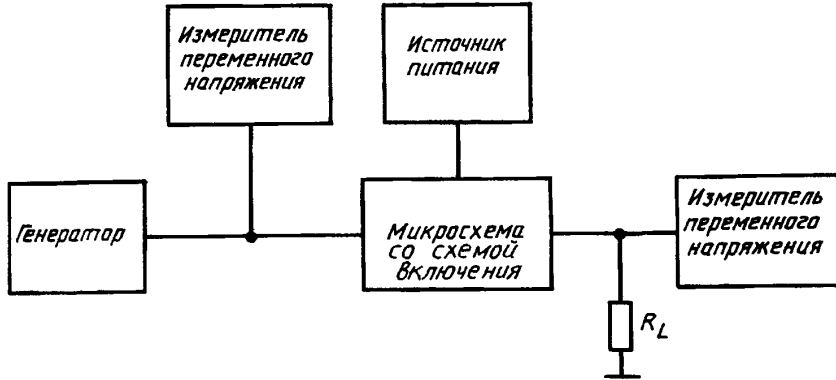 Измеритель
переменного
напряжения
Источник
питания
Генератор
Микросхема
со схемой
включения
Измеритель
переменного
напряжения
R_L